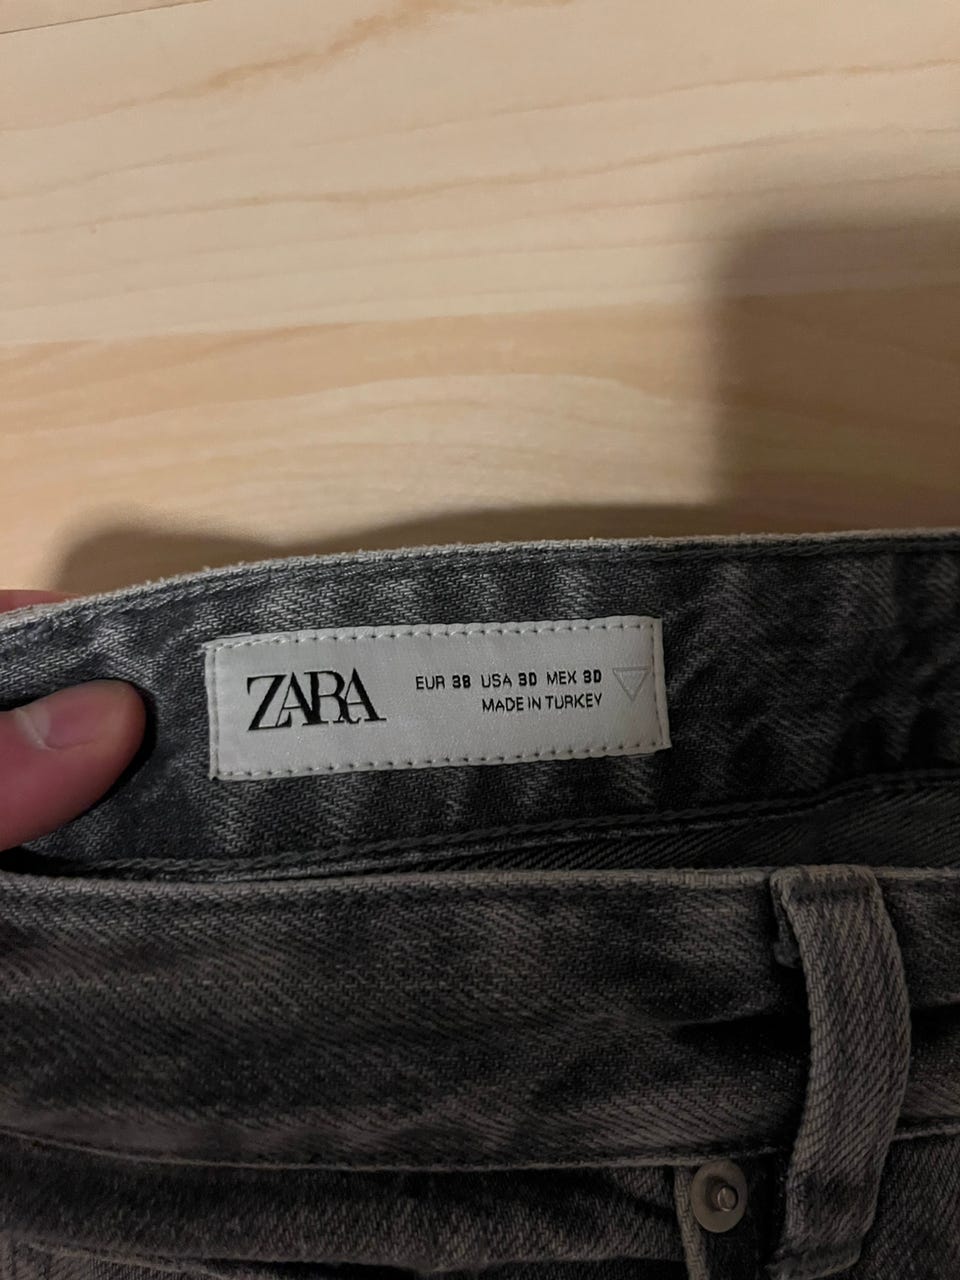 ZARA
EUR 38 USA 30 MEX 30
MADE IN TURKEY